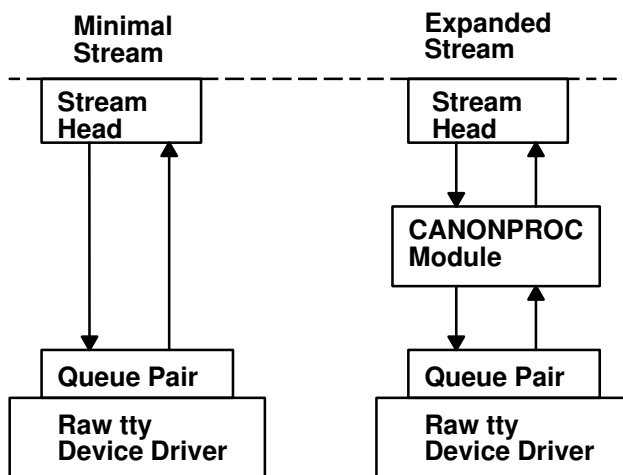 Minimal
Stream
Stream
Head
Queue Pair
Raw tty
Device Driver
Expanded
Stream
Stream
Head
CANONPROC
Module
Queue Pair
Raw tty
Device Driver